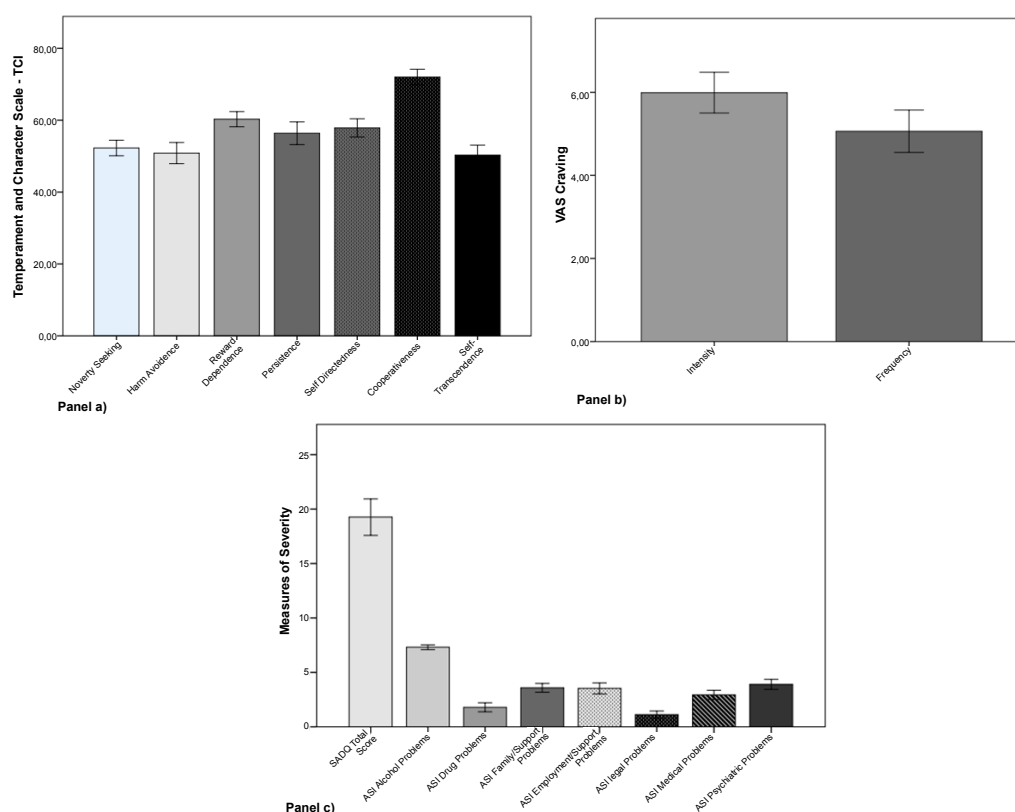 Temperament and Character Scale - TCI
80,00
60,00
40,00
20,00
0,00
Noverty Seeking
Harm Avoidence
Reward
Dependence
Persistence
Self Directedness
Cooperativeness
Self-
Transcendence
Panel a)
VAS Craving
6,00
4,00
2,00
0,00
Intensify
Frequency
Panel b)
Measures of Severity
25
20
15
10
5
0
SADQ Total
Score
ASI Alcohol Problems
ASI Drug Problems
ASI Family/Support
Problems
ASI Employment/Support
Problems
ASI legal Problems
ASI Medical Problems
ASI Psychiatric Problems
Panel c)